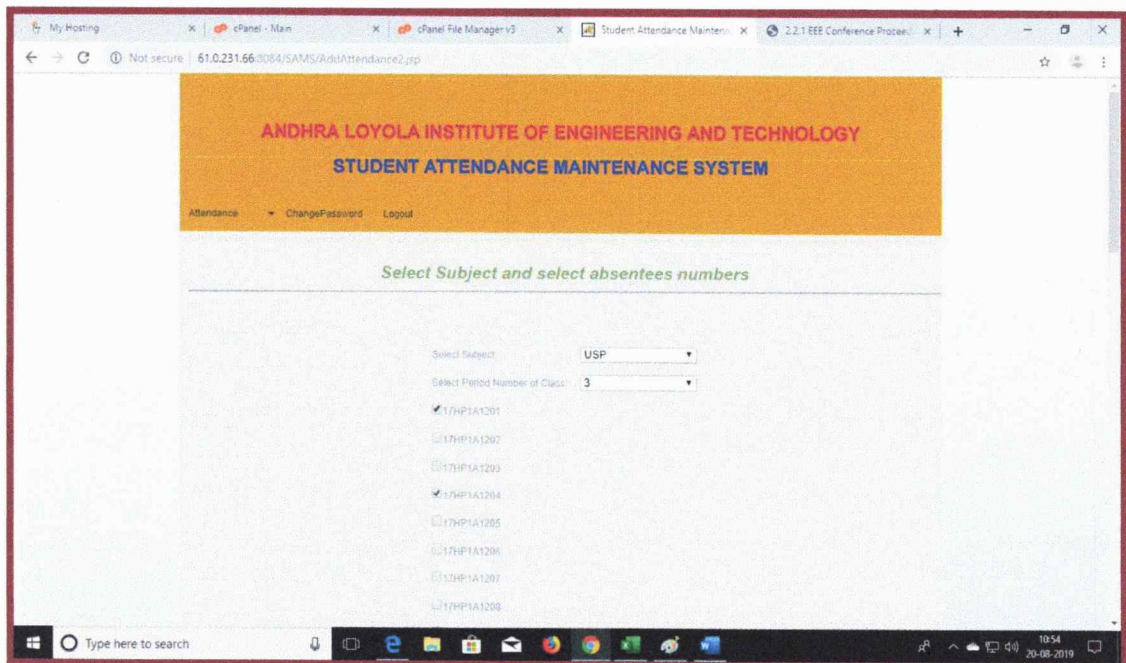 My Hosting
cPanel - Main
cPanel File Manager v3
Student Attendance Mainten
2.2.1 EEE Conference Proceed
Not secure | 61.0.231.66:8084/SAMS/AddAttendance2.jsp
ANDHRA LOYOLA INSTITUTE OF ENGINEERING AND TECHNOLOGY
STUDENT ATTENDANCE MAINTENANCE SYSTEM
Attendance ChangePassword Logout
Select Subject and select absentees numbers
Select Subject: USP
Select Period Number of Class: 3
17HP1A1201
17HP1A1202
17HP1A1203
17HP1A1204
17HP1A1205
17HP1A1206
17HP1A1207
17HP1A1208
Type here to search
10:54
20-08-2019